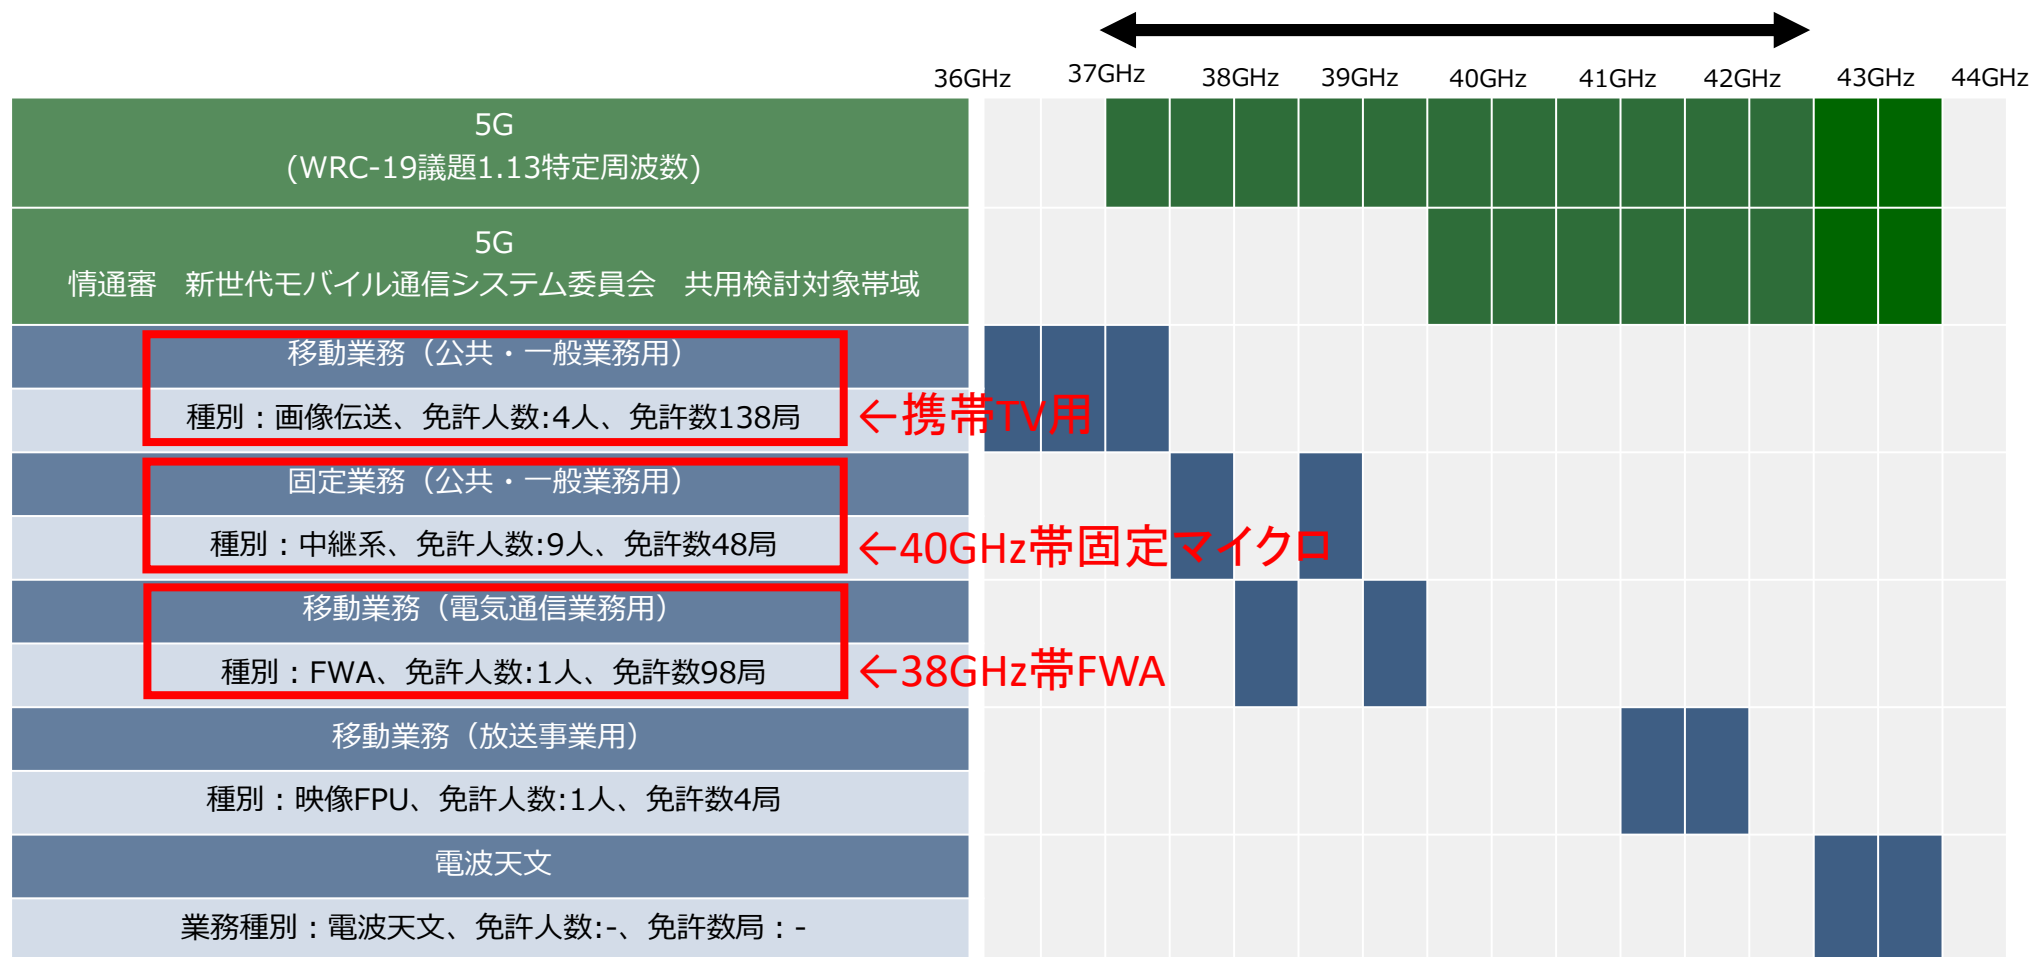 36GHz 37GHz 38GHz 39GHz 40GHz 41GHz 42GHz 43GHz 44GHz
5G
(WRC-19議題1.13特定周波数)
5G
情通審　新世代モバイル通信システム委員会　共用検討対象帯域
移動業務（公共・一般業務用）
種別：画像伝送、免許人数:4人、免許数138局
←携帯TV用
固定業務（公共・一般業務用）
種別：中継系、免許人数:9人、免許数48局
←40GHz帯固定マイクロ
移動業務（電気通信業務用）
種別：FWA、免許人数:1人、免許数98局
←38GHz帯FWA
移動業務（放送事業用）
種別：映像FPU、免許人数:1人、免許数4局
電波天文
業務種別：電波天文、免許人数:-、免許数局：-